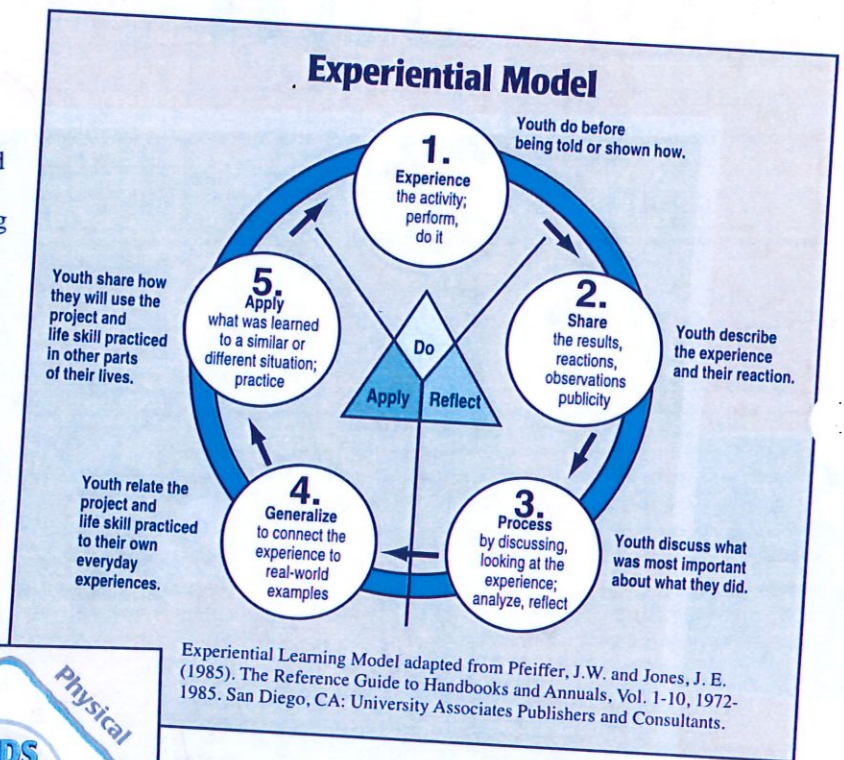 Experiential Model
1.
Experience
the activity;
perform,
do it
Youth do before
being told or shown how.
2.
Share
the results,
reactions,
observations
publicity
Youth describe
the experience
and their reaction.
3.
Process
by discussing,
looking at the
experience;
analyze, reflect
Youth discuss what
was most important
about what they did.
4.
Generalize
to connect the
experience to
real-world
examples
Youth relate the
project and
life skill practiced
to their own
everyday
experiences.
5.
Apply
what was learned
to a similar or
different situation;
practice
Youth share how
they will use the
project and
life skill practiced
in other parts
of their lives.
Do
Apply
Reflect
Experiential Learning Model adapted from Pfeiffer, J.W. and Jones, J. E.
(1985). The Reference Guide to Handbooks and Annuals, Vol. 1-10, 1972-
1985. San Diego, CA: University Associates Publishers and Consultants.
Physical